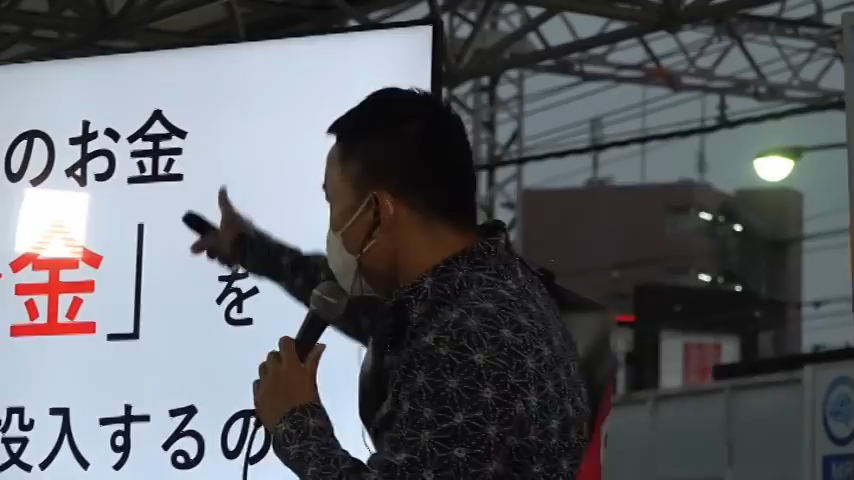 のお金
金」を
投入するの